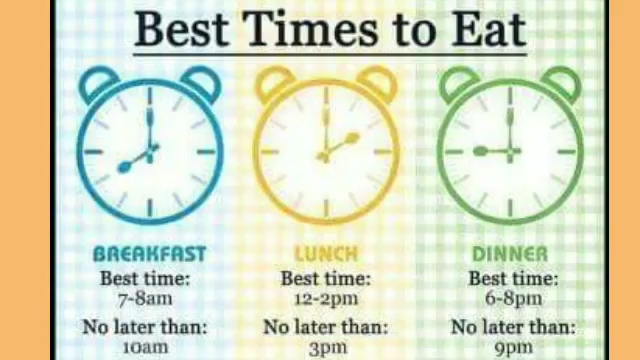 Best Times to Eat
BREAKFAST
Best time:
7-8am
No later than:
10am
LUNCH
Best time:
12-2pm
No later than:
3pm
DINNER
Best time:
6-8pm
No later than:
9pm